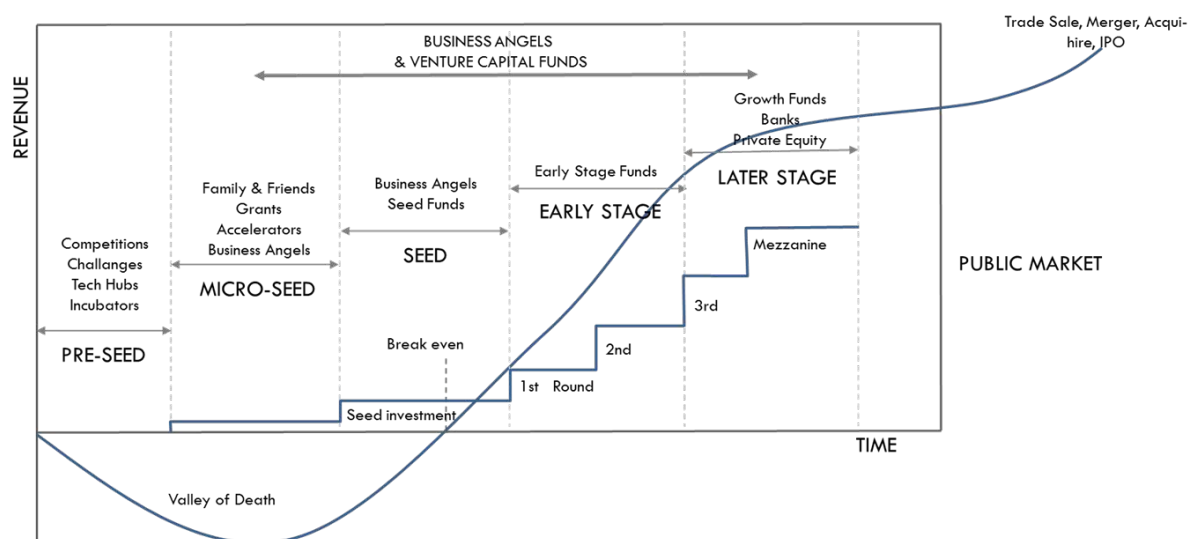 Trade Sale, Merger, Acqui-
hire, IPO
BUSINESS ANGELS
& VENTURE CAPITAL FUNDS
REVENUE
Growth Funds
Banks
Private Equity
LATER STAGE
Early Stage Funds
EARLY STAGE
Business Angels
Seed Funds
SEED
Family & Friends
Grants
Accelerators
Business Angels
MICRO-SEED
Competitions
Challanges
Tech Hubs
Incubators
PRE-SEED
Mezzanine
PUBLIC MARKET
3rd
2nd
Break even
1st Round
Seed investment
TIME
Valley of Death